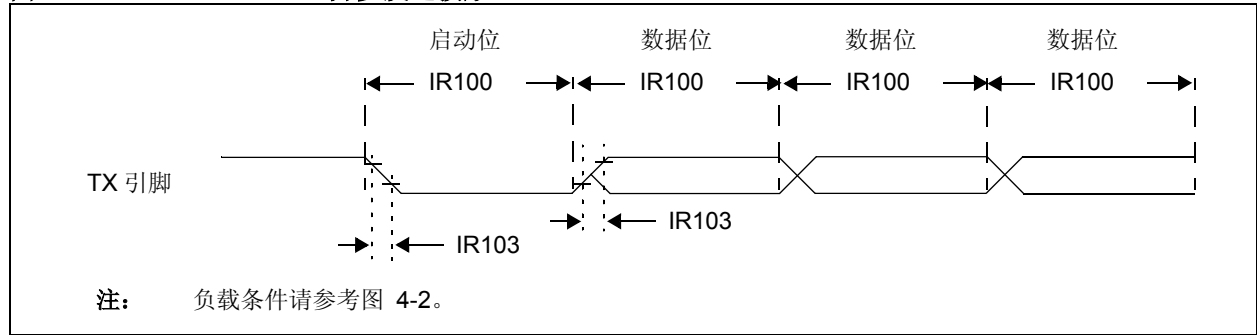 启动位 数据位 数据位 数据位
IR100 IR100 IR100 IR100
TX 引脚
IR103
IR103
注： 负载条件请参考图 4-2。